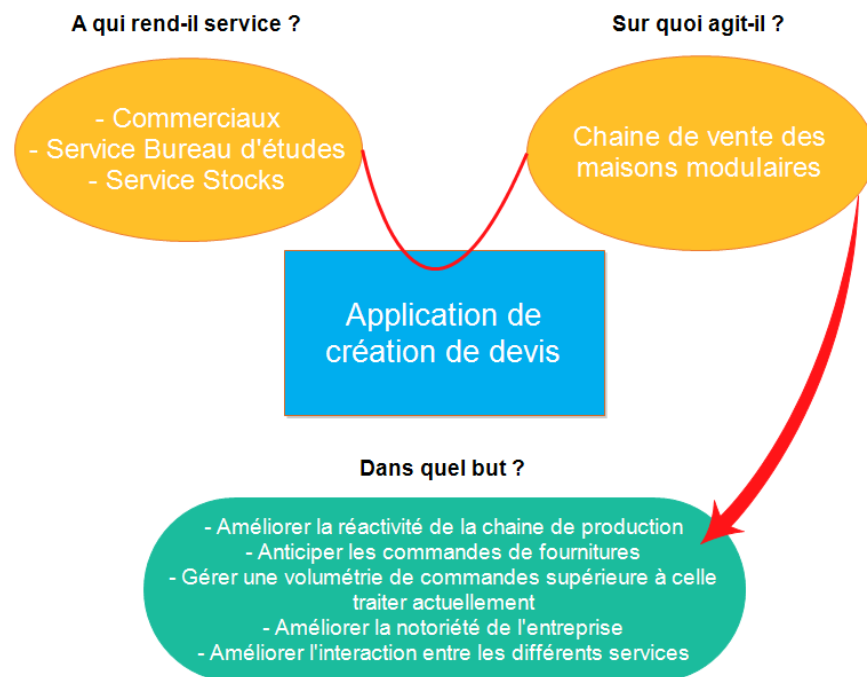 A qui rend-il service ?
Sur quoi agit-il ?
- Commerciaux
- Service Bureau d'études
- Service Stocks
Chaine de vente des
maisons modulaires
Application de
création de devis
Dans quel but ?
- Améliorer la réactivité de la chaine de production
- Anticiper les commandes de fournitures
- Gérer une volumétrie de commandes supérieure à celle
traiter actuellement
- Améliorer la notoriété de l'entreprise
- Améliorer l'interaction entre les différents services